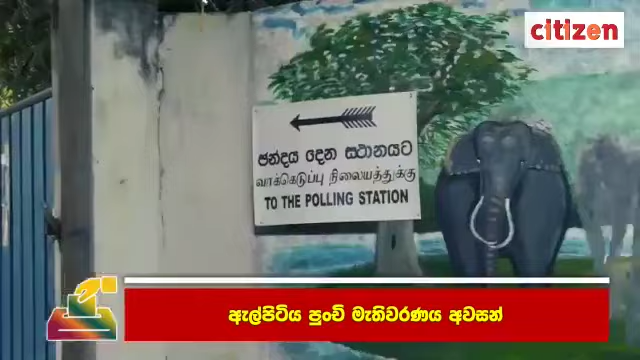 citizen
ඡන්දය දෙන ස්ථානයට
வாக்கெடுப்பு நிலையத்துக்கு
TO THE POLLING STATION
ඇල්පිටිය පුංචි මැතිවරණය අවසන්